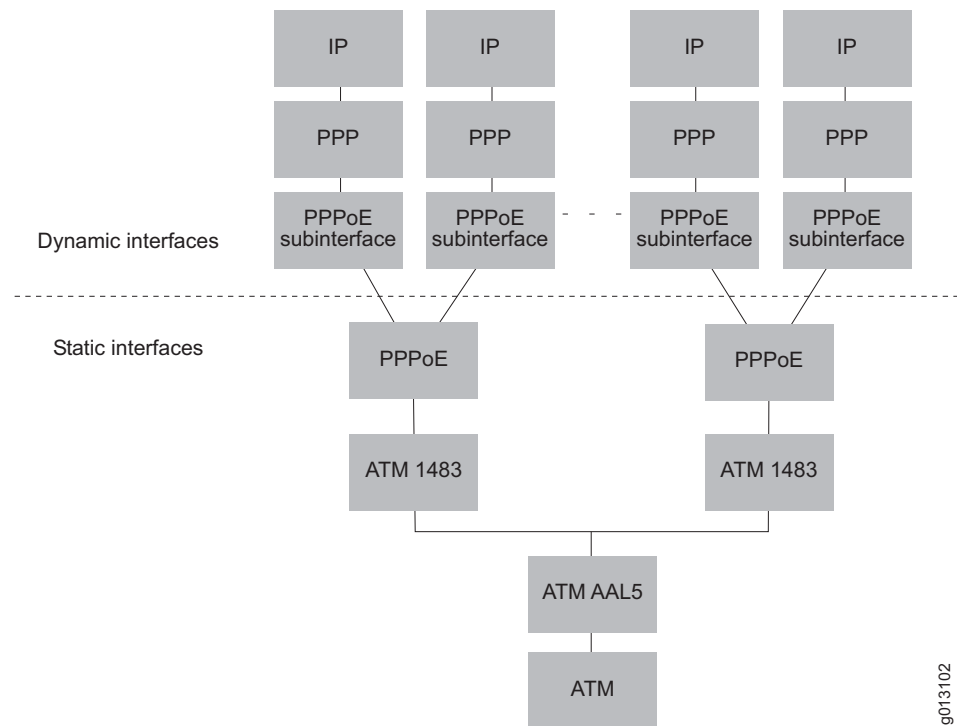 IP
IP
IP
IP
PPP
PPP
PPP
PPP
PPPoE
subinterface
PPPoE
subinterface
PPPoE
subinterface
PPPoE
subinterface
Dynamic interfaces
Static interfaces
PPPoE
PPPoE
ATM 1483
ATM 1483
ATM AAL5
ATM
g013102